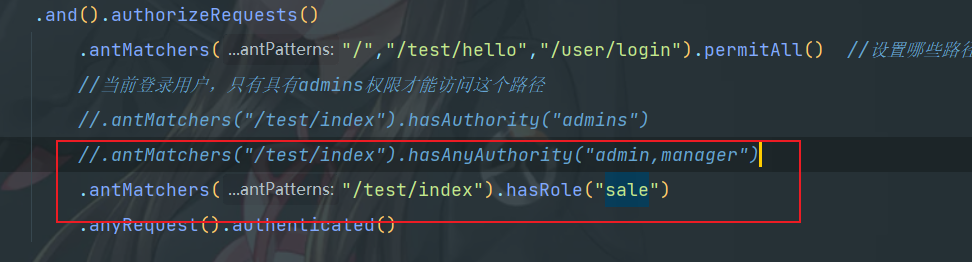 .and().authorizeRequests()
.antMatchers( …antPatterns: "/","/test/hello","/user/login").permitAll() //设置哪些路径
//当前登录用户，只有具有admins权限才能访问这个路径
//.antMatchers("/test/index").hasAuthority("admins")
//.antMatchers("/test/index").hasAnyAuthority("admin,manager")
.antMatchers( …antPatterns: "/test/index").hasRole("sale")
.anyRequest().authenticated()